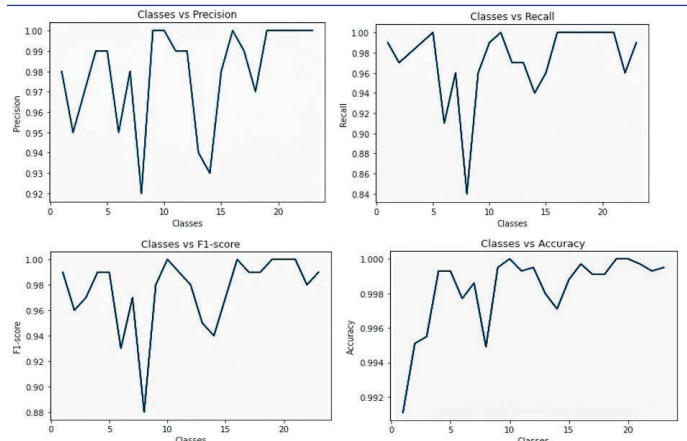 Classes vs Precision
1.00
0.99
0.98
0.97
0.96
0.95
0.94
0.93
0.92
Precision
0 5 10 15 20
Classes
Classes vs Recall
1.00
0.98
0.96
0.94
0.92
0.90
0.88
0.86
0.84
Recall
0 5 10 15 20
Classes
Classes vs F1-score
1.00
0.98
0.96
0.94
0.92
0.90
0.88
F1-score
0 5 10 15 20
Classes
Classes vs Accuracy
1.000
0.998
0.996
0.994
0.992
Accuracy
0 5 10 15 20
Classes